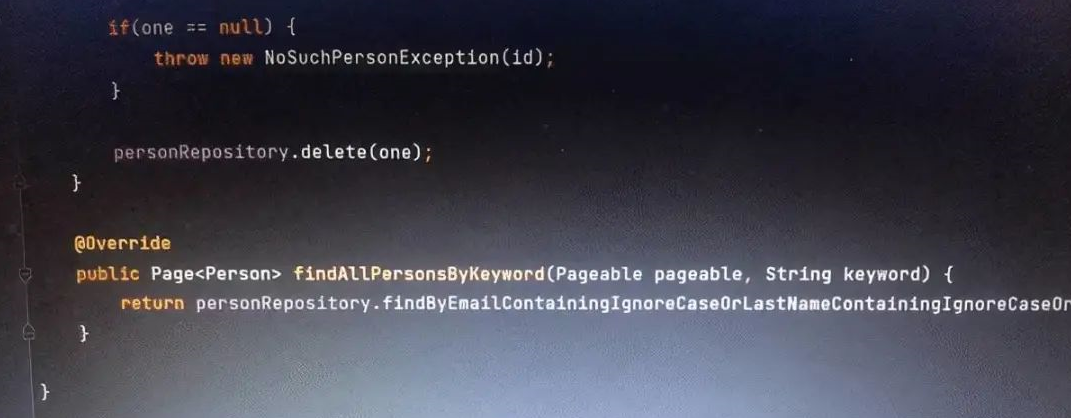 if(one == null) {
throw new NoSuchPersonException(id);
}
personRepository.delete(one);
}
@Override
public Page<Person> findAllPersonsByKeyword(Pageable pageable, String keyword) {
return personRepository.findByEmailContainingIgnoreCaseOrLastNameContainingIgnoreCaseOr
}
}